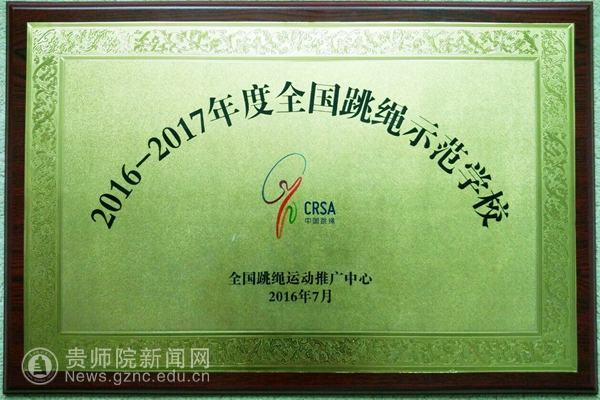 2016-2017年度全国跳绳示范学校
CRSA
中国跳绳
全国跳绳运动推广中心
2016年7月
贵师院新闻网
News.gznc.edu.cn